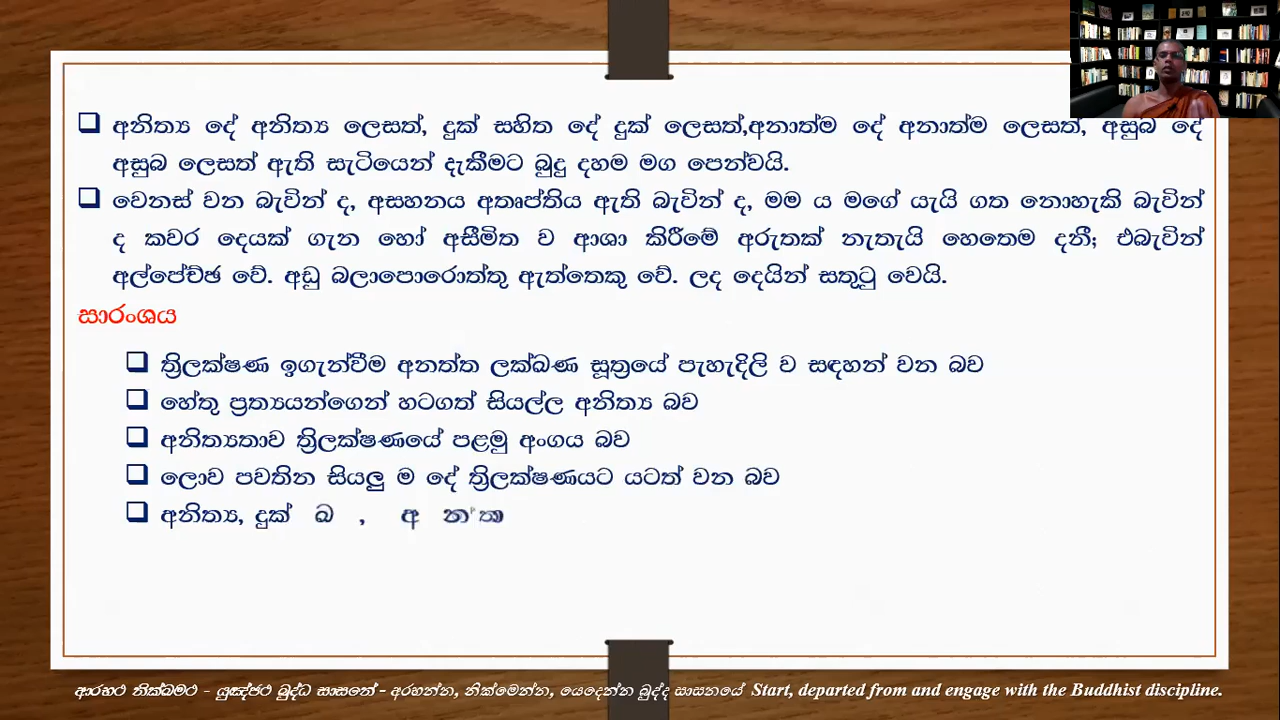 ❑ අනිත්‍ය දේ අනිත්‍ය ලෙසත්, දුක් සහිත දේ දුක් ලෙසත්,අනාත්ම දේ අනාත්ම ලෙසත්, අසුබ දේ
අසුබ ලෙසත් ඇති සැටියෙන් දැකීමට බුදු දහම මග පෙන්වයි.
❑ වෙනස් වන බැවින් ද, අසහනය අතෘප්තිය ඇති බැවින් ද, මම ය මගේ යැයි ගත නොහැකි බැවින්
ද කවර දෙයක් ගැන හෝ අසීමිත ව ආශා කිරීමේ අරුතක් නැතැයි හෙතෙම දනී; එබැවින්
අල්පේච්ඡ වේ. අඩු බලාපොරොත්තු ඇත්තෙකු වේ. ලද දෙයින් සතුටු වෙයි.
සාරංශය
❑ ත්‍රිලක්ෂණ ඉගැන්වීම අනත්ත ලක්ඛණ සූත්‍රයේ පැහැදිලි ව සඳහන් වන බව
❑ හේතු ප්‍රත්‍යයන්ගෙන් හටගත් සියල්ල අනිත්‍ය බව
❑ අනිත්‍යතාව ත්‍රිලක්ෂණයේ පළමු අංගය බව
❑ ලොව පවතින සියලු ම දේ ත්‍රිලක්ෂණයට යටත් වන බව
❑ අනිත්‍ය, දුක් ඛ , අ න ත්‍ත
ආරභථ නික්ඛමථ - යුඤ්ජථ බුද්ධ සාසනේ - අරහන්න, නික්මෙන්න, යෙදෙන්න බුද්ද සාසනයේ Start, departed from and engage with the Buddhist discipline.